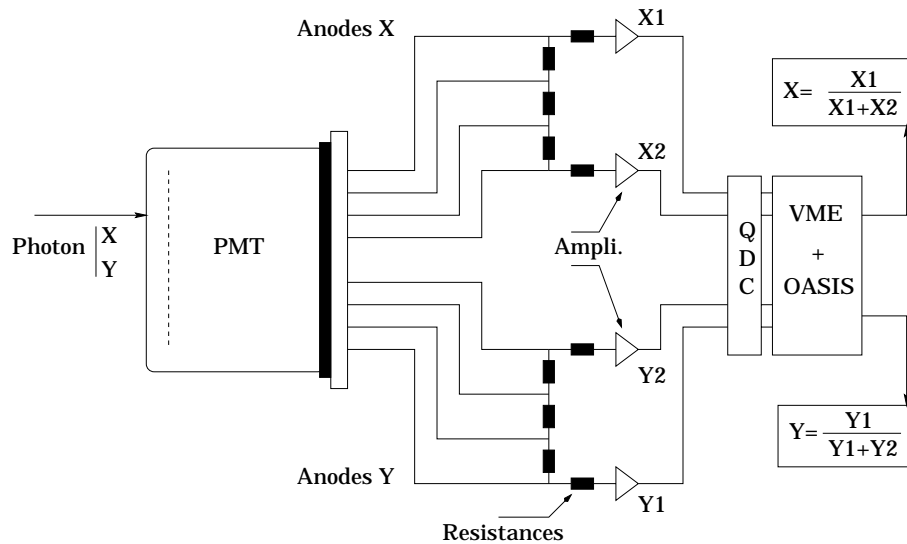 Anodes X
X1
X= X1
X1+X2
X2
Photon X
Y
PMT
Ampli.
Q
D
C
VME
+
OASIS
Y2
Y= Y1
Y1+Y2
Anodes Y
Y1
Resistances